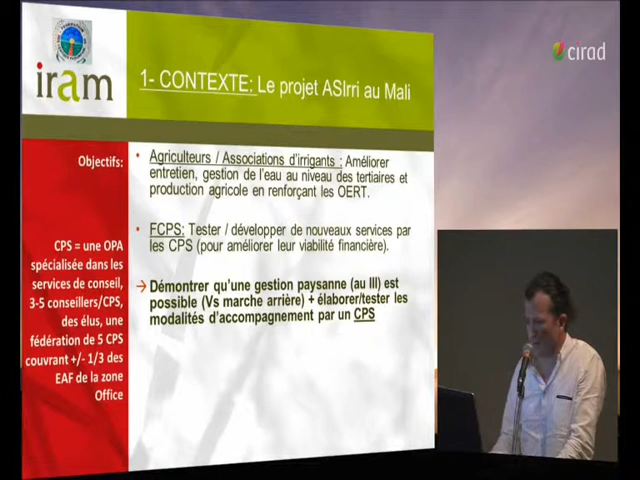 iram
1- CONTEXTE: Le projet ASIrri au Mali
cirad
Objectifs:
• Agriculteurs / Associations d'irrigants : Améliorer
entretien, gestion de l'eau au niveau des tertiaires et
production agricole en renforçant les OERT.
• FCPS: Tester / développer de nouveaux services par
les CPS (pour améliorer leur viabilité financière).
→ Démontrer qu'une gestion paysanne (au III) est
possible (Vs marche arrière) + élaborer/tester les
modalités d'accompagnement par un CPS
CPS = une OPA
spécialisée dans les
services de conseil,
3-5 conseillers/CPS,
des élus, une
fédération de 5 CPS
couvrant +/- 1/3 des
EAF de la zone
Office